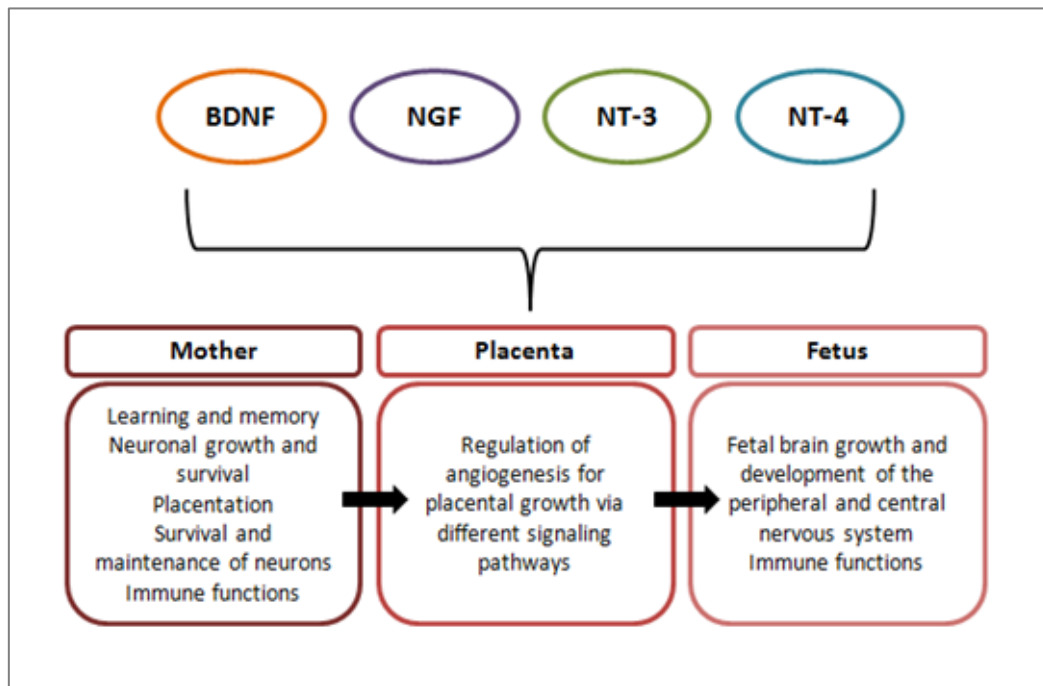 BDNF
NGF
NT-3
NT-4
Mother
Learning and memory
Neuronal growth and
survival
Placentation
Survival and
maintenance of neurons
Immune functions
Placenta
Regulation of
angiogenesis for
placental growth via
different signaling
pathways
Fetus
Fetal brain growth and
development of the
peripheral and central
nervous system
Immune functions